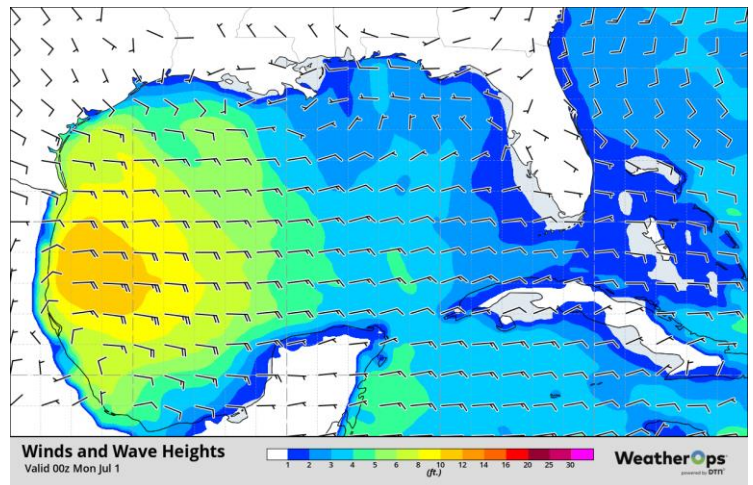 Winds and Wave Heights
Valid 00z Mon Jul 1
1 2 3 4 5 6 8 10 12 14 16 20 25 30
(ft.)
WeatherOps
powered by DTN